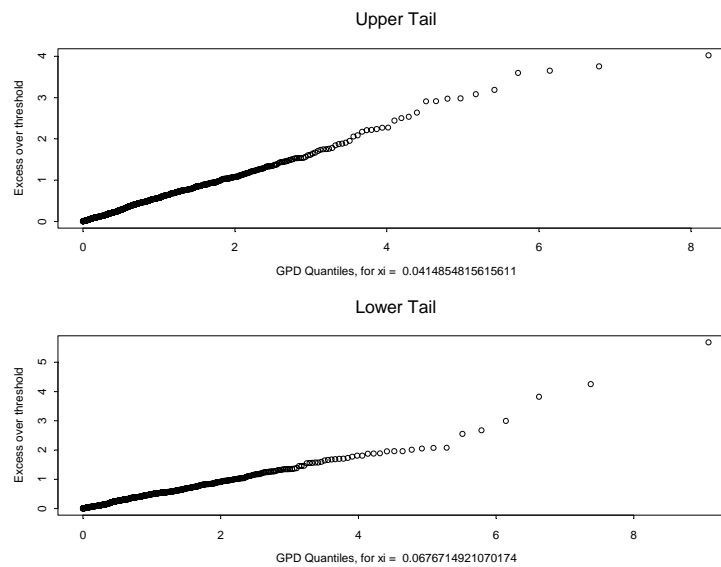 Upper Tail
Excess over threshold
4
3
2
1
0
0 2 4 6 8
GPD Quantiles, for xi = 0.0414854815615611
Lower Tail
Excess over threshold
5
4
3
2
1
0
0 2 4 6 8
GPD Quantiles, for xi = 0.0676714921070174